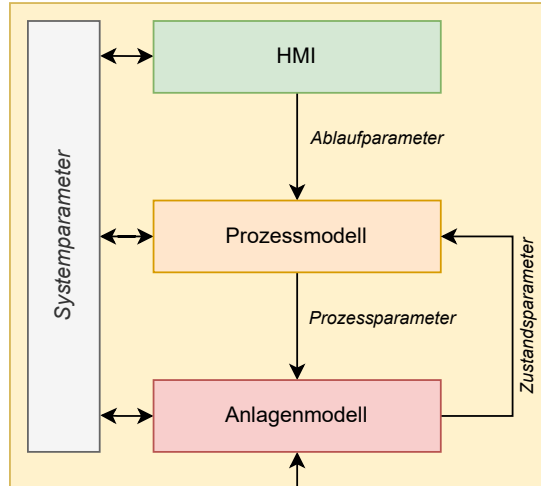 HMI
Ablaufparameter
Systemparameter
Prozessmodell
Prozessparameter
Zustandsparameter
Anlagenmodell